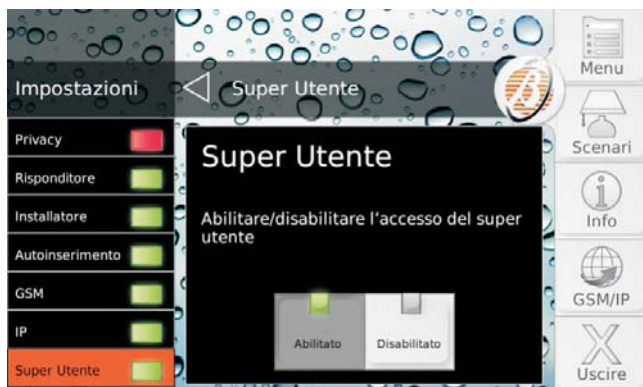 Impostazioni
Super Utente
Privacy
Risponditore
Installatore
Autoinserimento
GSM
IP
Super Utente
Super Utente
Abilitare/disabilitare l'accesso del super
utente
Abilitato
Disabilitato
Menu
Scenari
Info
GSM/IP
Uscire